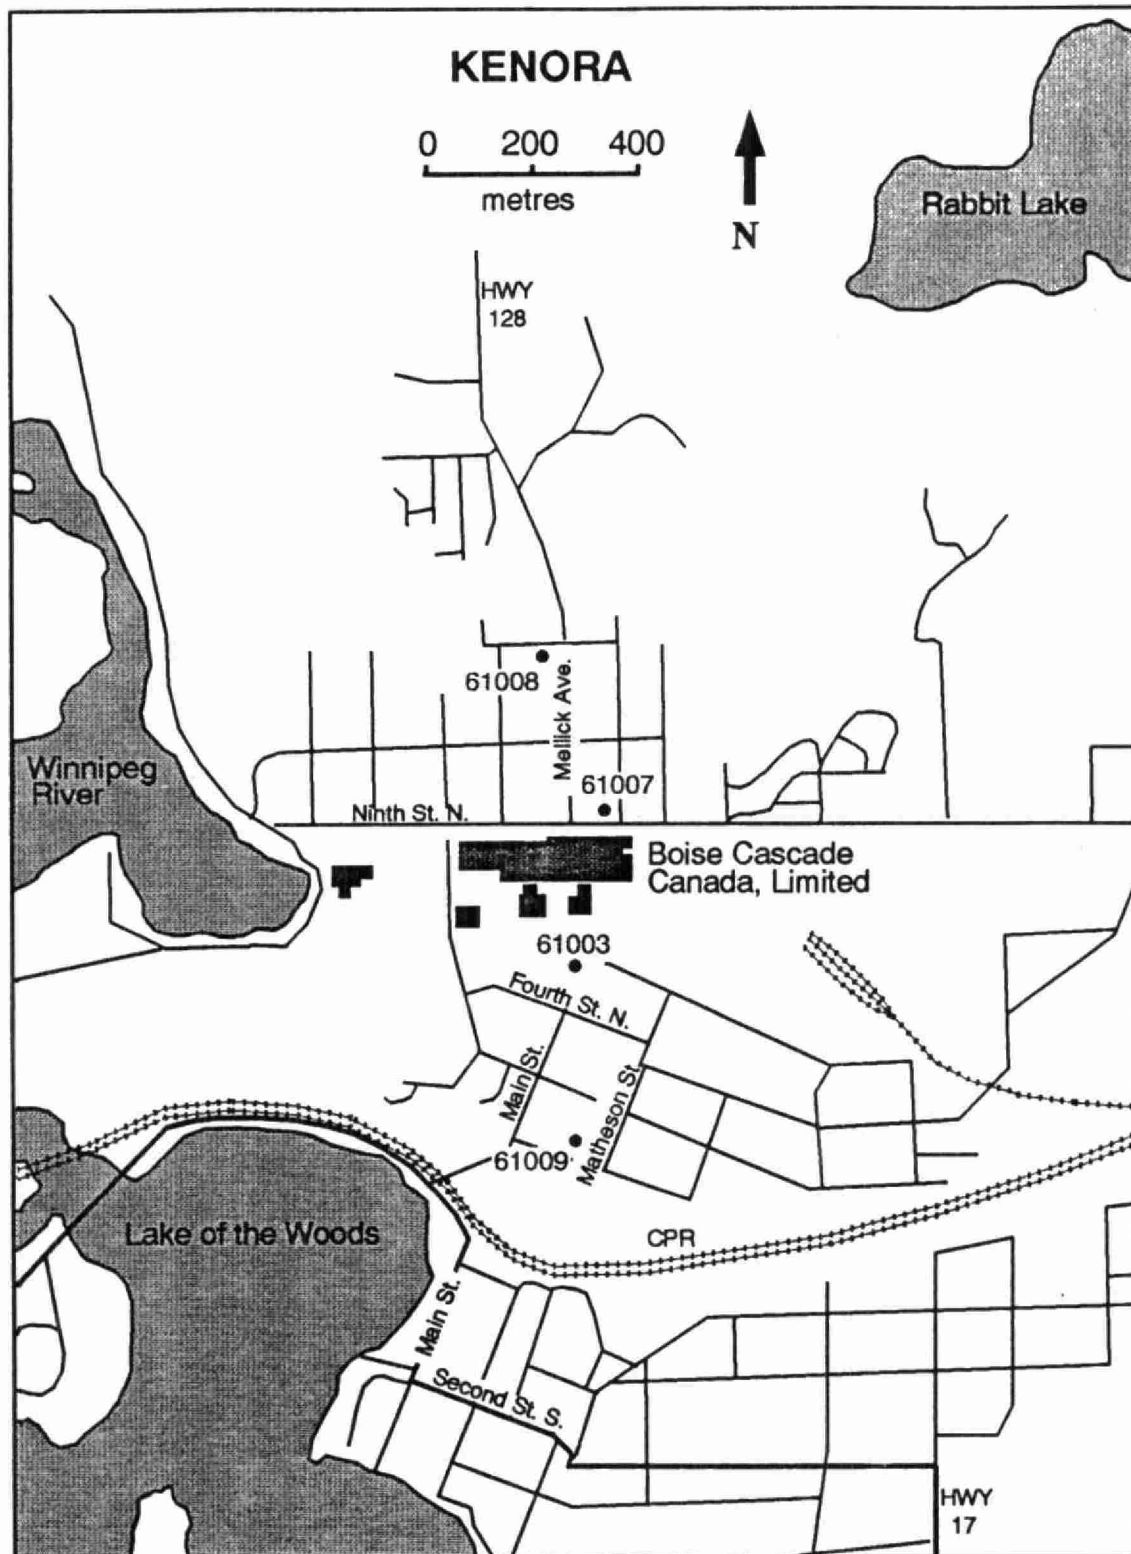 KENORA
0 200 400
metres
N
Rabbit Lake
HWY
128
61008
Mellick Ave.
61007
Winnipeg
River
Ninth St. N.
Boise Cascade
Canada, Limited
61003
Fourth St. N.
Main St.
Matheson St.
61009
Lake of the Woods
CPR
Main St.
Second St. S.
HWY
17